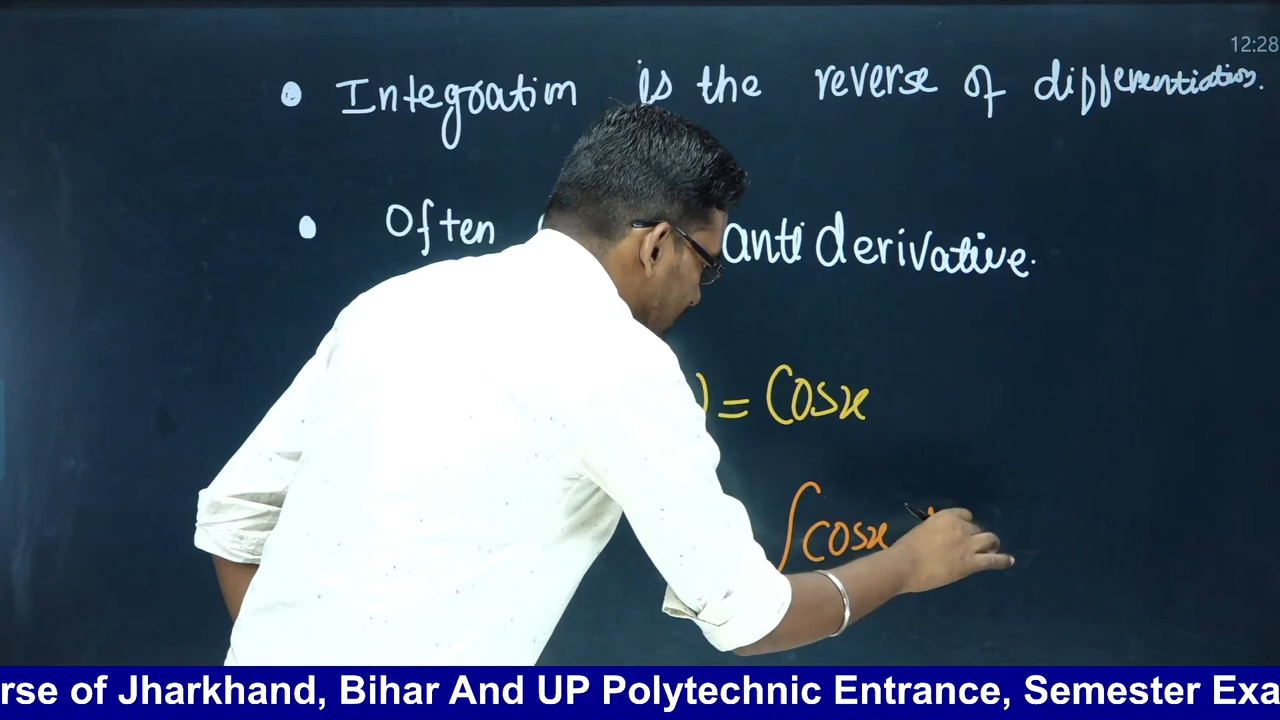 12:28
• Integration is the reverse of differentiation.
• Often anti derivative.
) = Cosx
∫cosx
rse of Jharkhand, Bihar And UP Polytechnic Entrance, Semester Exa